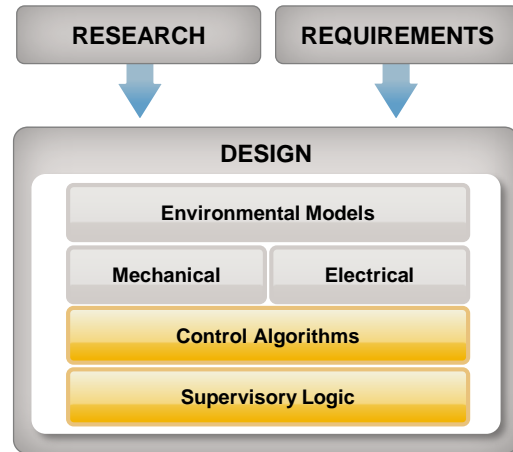 RESEARCH
REQUIREMENTS
DESIGN
Environmental Models
Mechanical
Electrical
Control Algorithms
Supervisory Logic